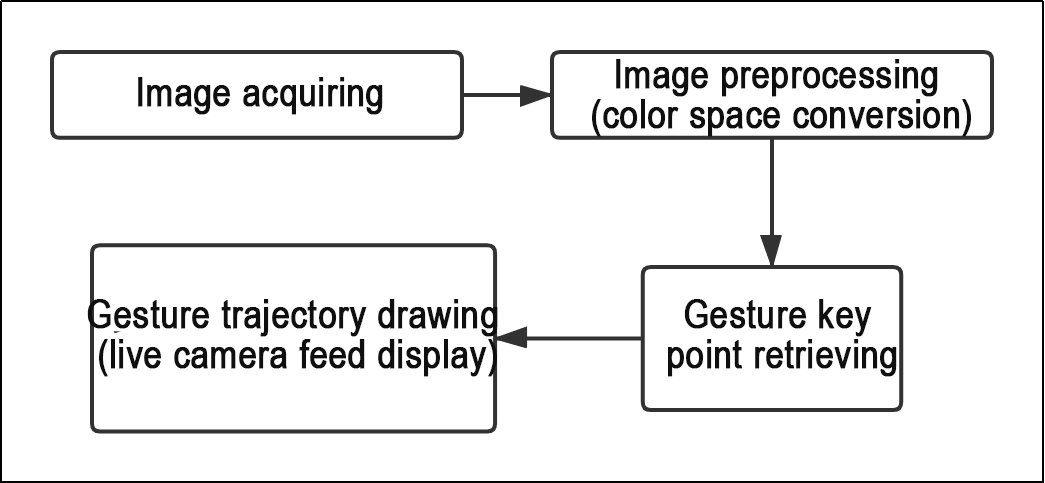 Image acquiring
Image preprocessing
(color space conversion)
Gesture key
point retrieving
Gesture trajectory drawing
(live camera feed display)